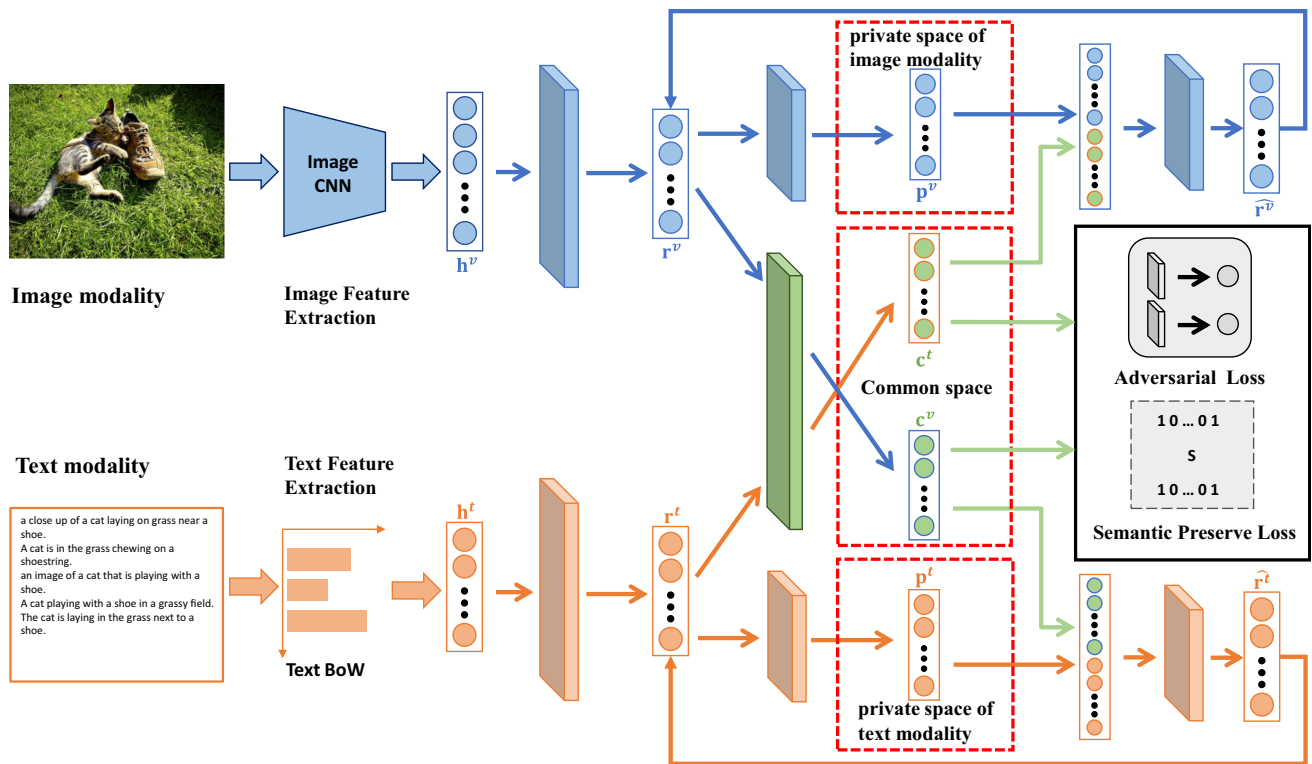 private space of
image modality
Image
CNN
h^v
r^v
p^v
\widehat{r^v}
Image modality
Image Feature
Extraction
c^t
Common space
c^v
Adversarial Loss
1 0 ... 0 1
S
1 0 ... 0 1
Semantic Preserve Loss
Text modality
Text Feature
Extraction
a close up of a cat laying on grass near a
shoe.
A cat is in the grass chewing on a
shoestring.
an image of a cat that is playing with a
shoe.
A cat playing with a shoe in a grassy field.
The cat is laying in the grass next to a
shoe.
Text BoW
h^t
r^t
p^t
\widehat{r^t}
private space of
text modality